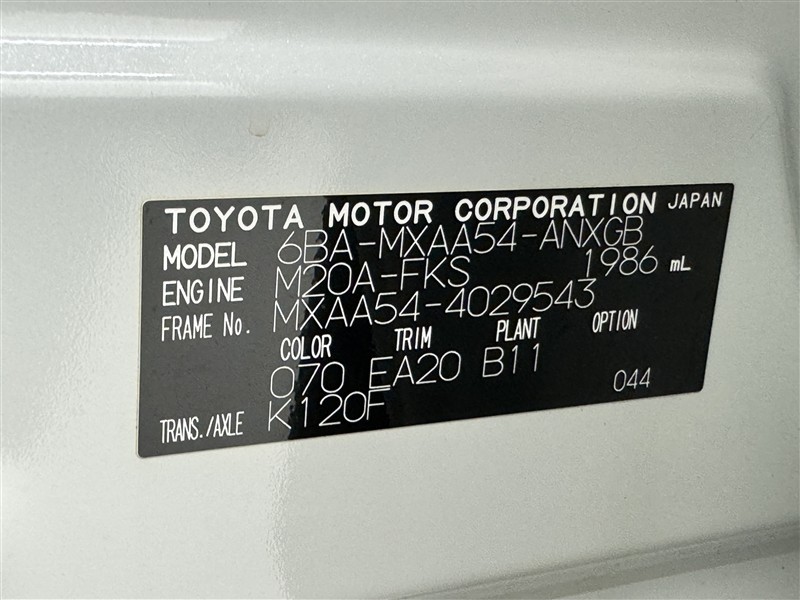 TOYOTA MOTOR CORPORATION JAPAN
MODEL 6BA-MXAA54-ANXGB
ENGINE M20A-FKS 1986 mL
FRAME No. MXAA54-4029543
COLOR TRIM PLANT OPTION
070 EA20 B11
TRANS./AXLE K120F 044